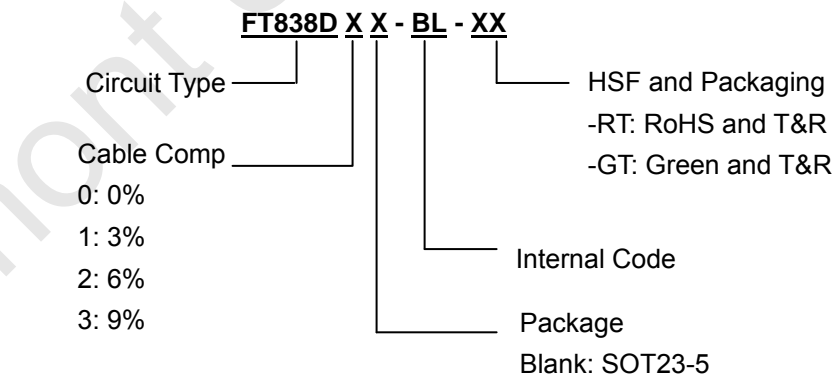 FT838D X X - BL - XX
Circuit Type
HSF and Packaging
-RT: RoHS and T&R
-GT: Green and T&R
Cable Comp
0: 0%
1: 3%
2: 6%
3: 9%
Internal Code
Package
Blank: SOT23-5